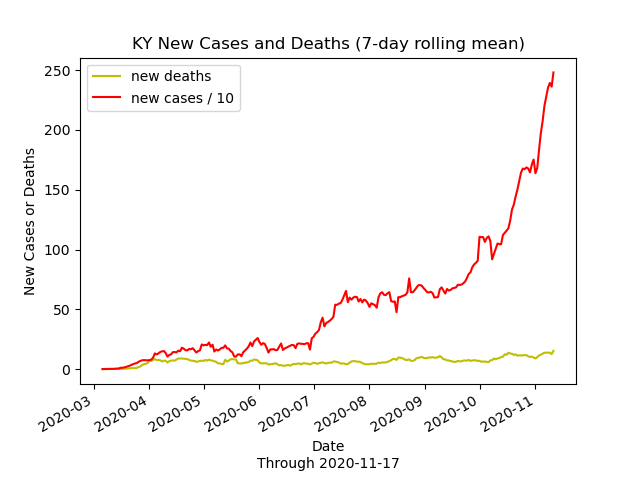 KY New Cases and Deaths (7-day rolling mean)
new deaths
new cases / 10
250
200
150
100
50
0
New Cases or Deaths
2020-03
2020-04
2020-05
2020-06
2020-07
2020-08
2020-09
2020-10
2020-11
Date
Through 2020-11-17